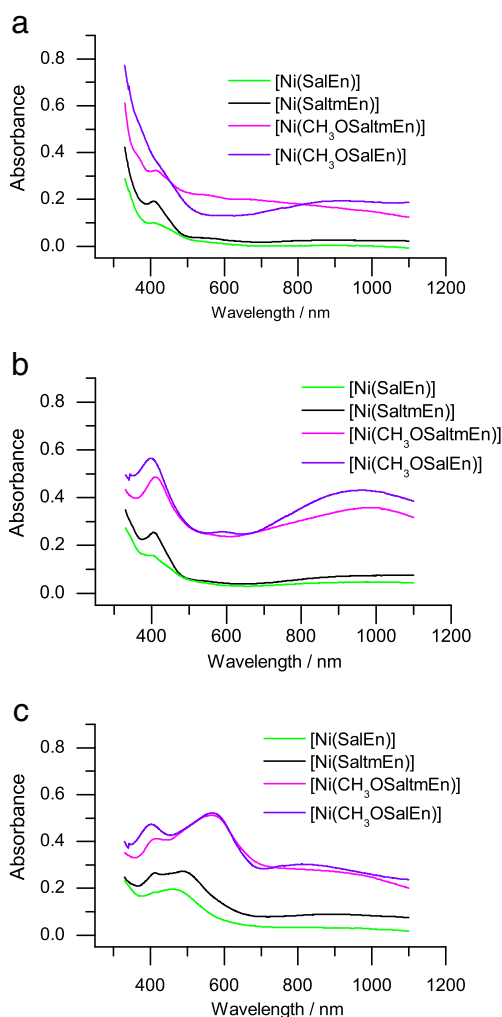 a
0.8
0.6
0.4
0.2
0.0
Absorbance
[Ni(SalEn)]
[Ni(SaltmEn)]
[Ni(CH₃OSaltmEn)]
[Ni(CH₃OSalEn)]
400 600 800 1000 1200
Wavelength / nm
b
0.8
0.6
0.4
0.2
0.0
Absorbance
[Ni(SalEn)]
[Ni(SaltmEn)]
[Ni(CH₃OSaltmEn)]
[Ni(CH₃OSalEn)]
400 600 800 1000 1200
Wavelength / nm
c
0.8
0.6
0.4
0.2
0.0
Absorbance
[Ni(SalEn)]
[Ni(SaltmEn)]
[Ni(CH₃OSaltmEn)]
[Ni(CH₃OSalEn)]
400 600 800 1000 1200
Wavelength / nm